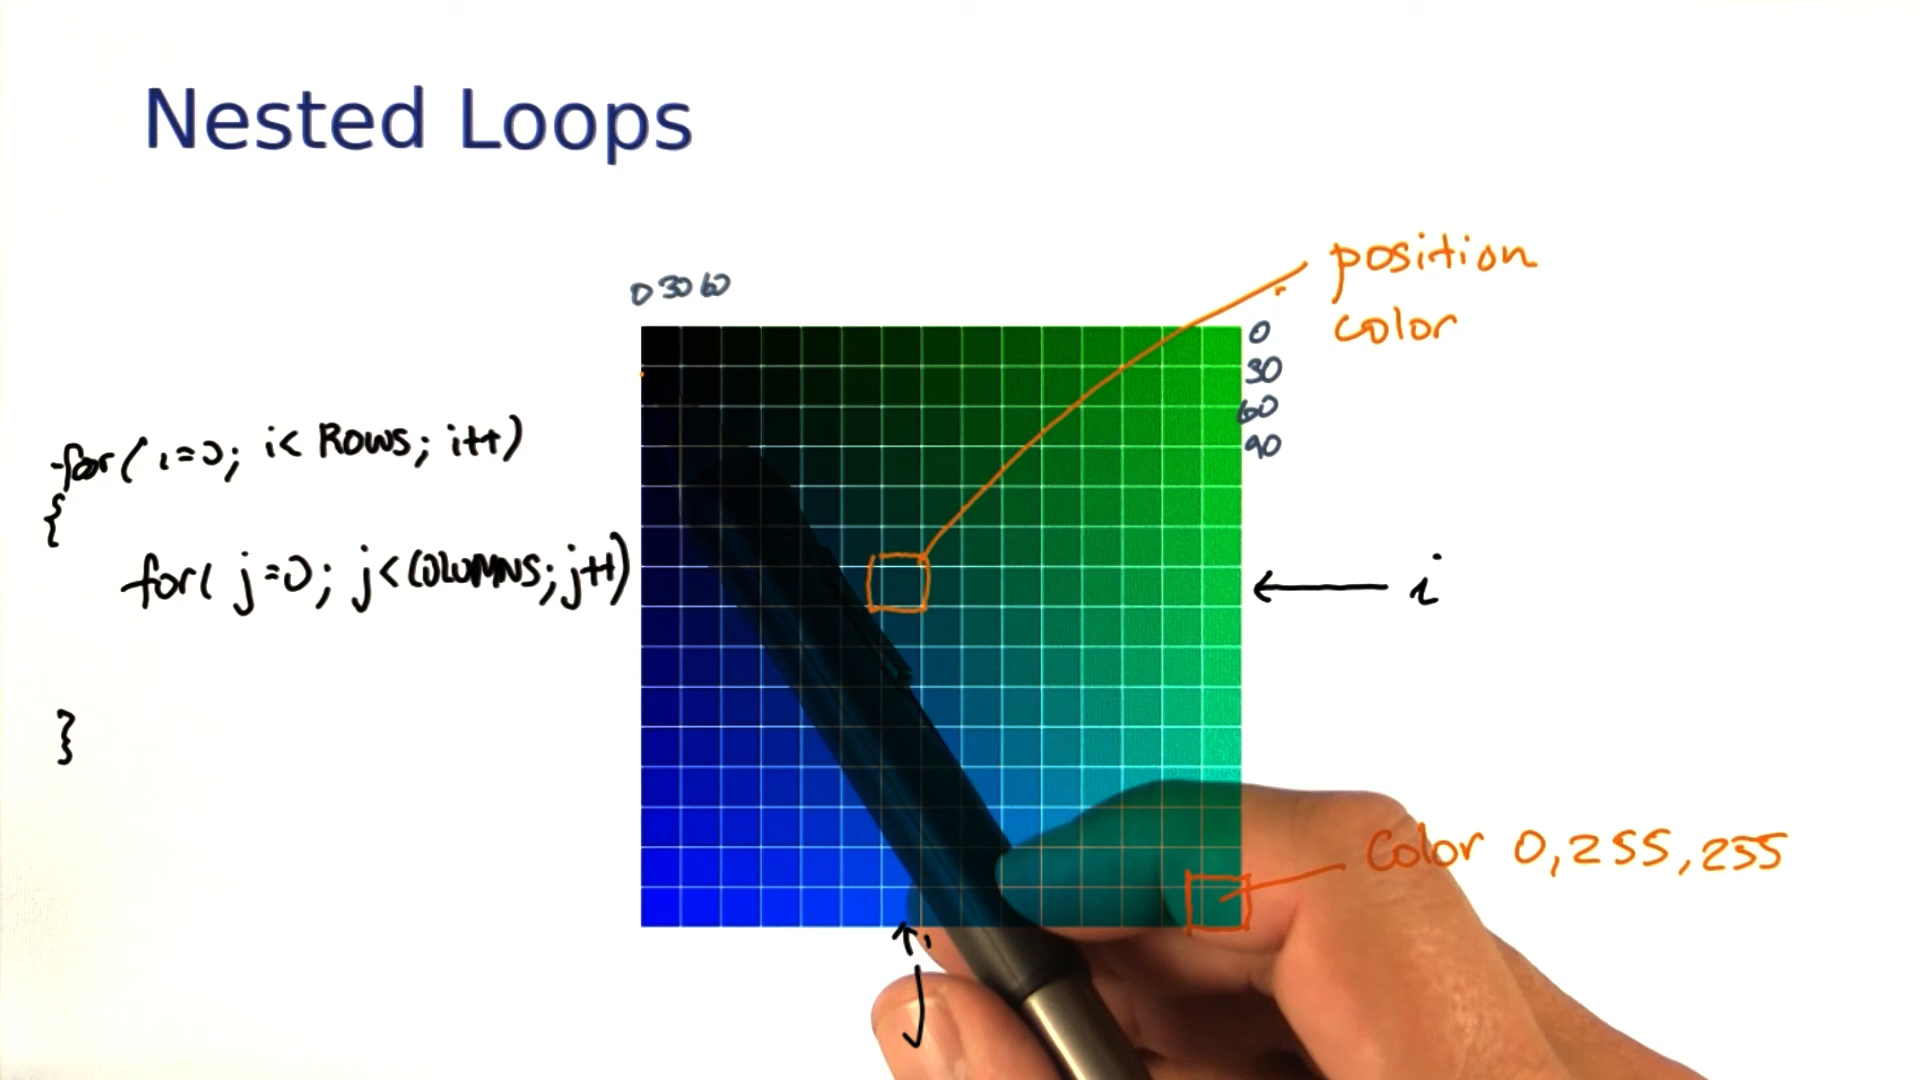 Nested Loops
position
color
0 30 60
0
30
60
90
for( i=0; i< ROWS; i++)
{
for( j=0; j<COLUMNS; j++)
i
}
Color 0,255,255
j